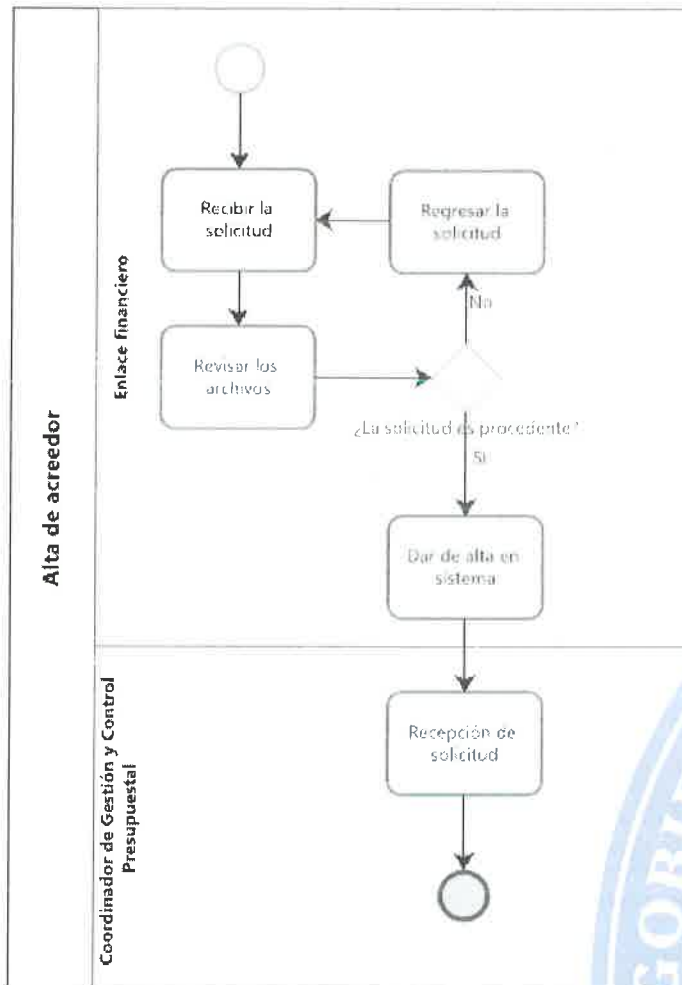 Alta de acreedor
Enlace financiero
Recibir la
solicitud
Regresar la
solicitud
No
Revisar los
archivos
¿La solicitud es procedente?
Si
Dar de alta en
sistema
Coordinador de Gestión y Control
Presupuestal
Recepción de
solicitud